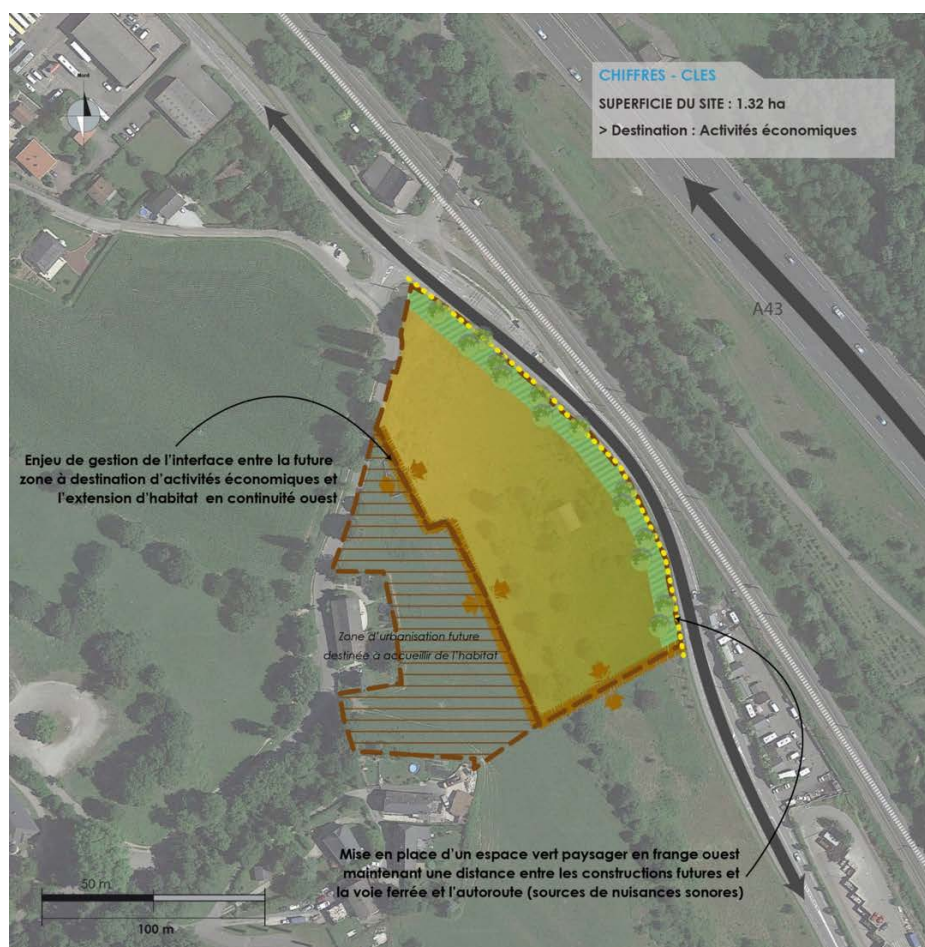 Nord
CHIFFRES - CLES
SUPERFICIE DU SITE : 1.32 ha
> Destination : Activités économiques
A43
Enjeu de gestion de l'interface entre la future
zone à destination d'activités économiques et
l'extension d'habitat en continuité ouest
Zone d'urbanisation future
destinée à accueillir de l'habitat
Mise en place d'un espace vert paysager en frange ouest
maintenant une distance entre les constructions futures et
la voie ferrée et l'autoroute (sources de nuisances sonores)
50 m
100 m